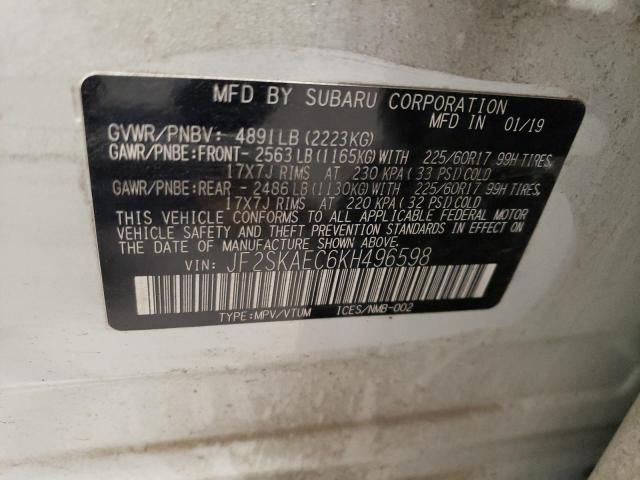 MFD BY SUBARU CORPORATION
MFD IN 01/19
GVWR/PNBV: 4891LB (2223KG)
GAWR/PNBE:FRONT- 2563LB (1165KG) WITH 225/60R17 99H TIRES,
17X7J RIMS AT 230 KPA ( 33 PSI) COLD
GAWR/PNBE: REAR - 2486LB (1130KG) WITH 225/60R17 99H TIRES,
17X7J RIMS AT 220 KPA ( 32 PSI) COLD
THIS VEHICLE CONFORMS TO ALL APPLICABLE FEDERAL MOTOR
VEHICLE SAFETY AND THEFT PREVENTION STANDARDS IN EFFECT ON
THE DATE OF MANUFACTURE SHOWN ABOVE.
VIN: JF2SKAEC6KH496598
TYPE:MPV/VTUM ICES/NMB-002